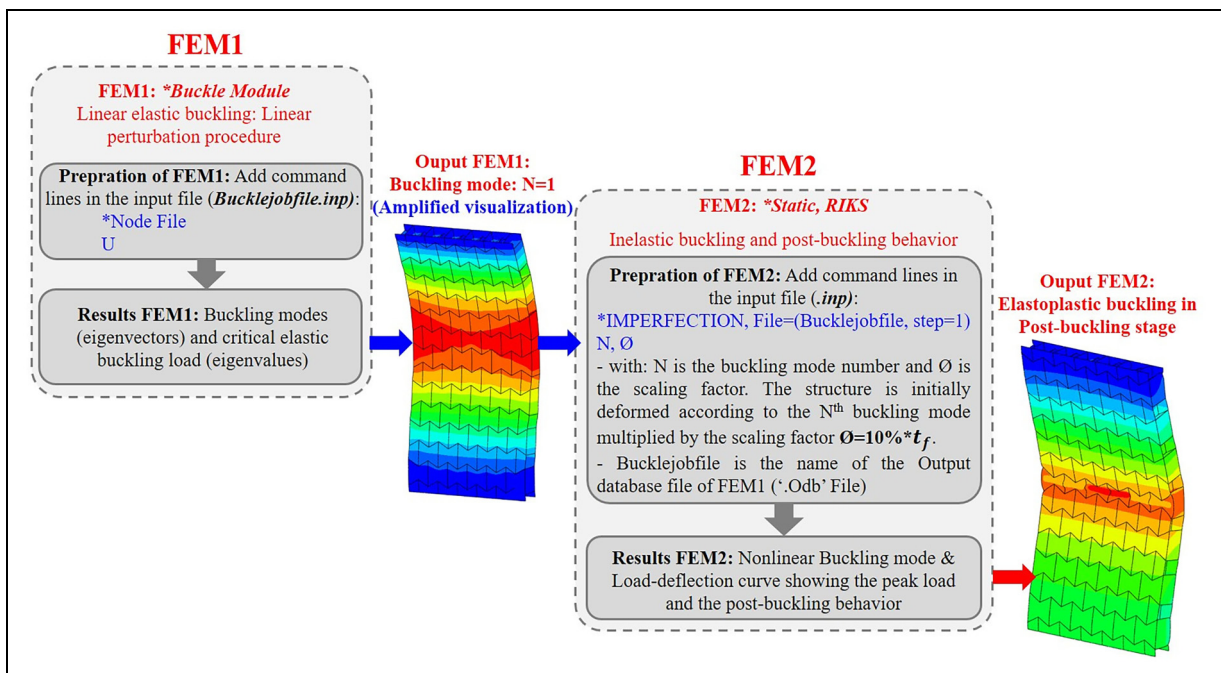 FEM1
FEM1: *Buckle Module
Linear elastic buckling: Linear
perturbation procedure
Prepration of FEM1: Add command
lines in the input file (Bucklejobfile.inp):
*Node File
U
Results FEM1: Buckling modes
(eigenvectors) and critical elastic
buckling load (eigenvalues)
Ouput FEM1:
Buckling mode: N=1
(Amplified visualization)
FEM2
FEM2: *Static, RIKS
Inelastic buckling and post-buckling behavior
Prepration of FEM2: Add command lines in
the input file (.inp):
*IMPERFECTION, File=(Bucklejobfile, step=1)
N, Ø
- with: N is the buckling mode number and Ø is
the scaling factor. The structure is initially
deformed according to the Nth buckling mode
multiplied by the scaling factor Ø=10%*t_f.
- Bucklejobfile is the name of the Output
database file of FEM1 (‘.Odb’ File)
Results FEM2: Nonlinear Buckling mode &
Load-deflection curve showing the peak load
and the post-buckling behavior
Ouput FEM2:
Elastoplastic buckling in
Post-buckling stage